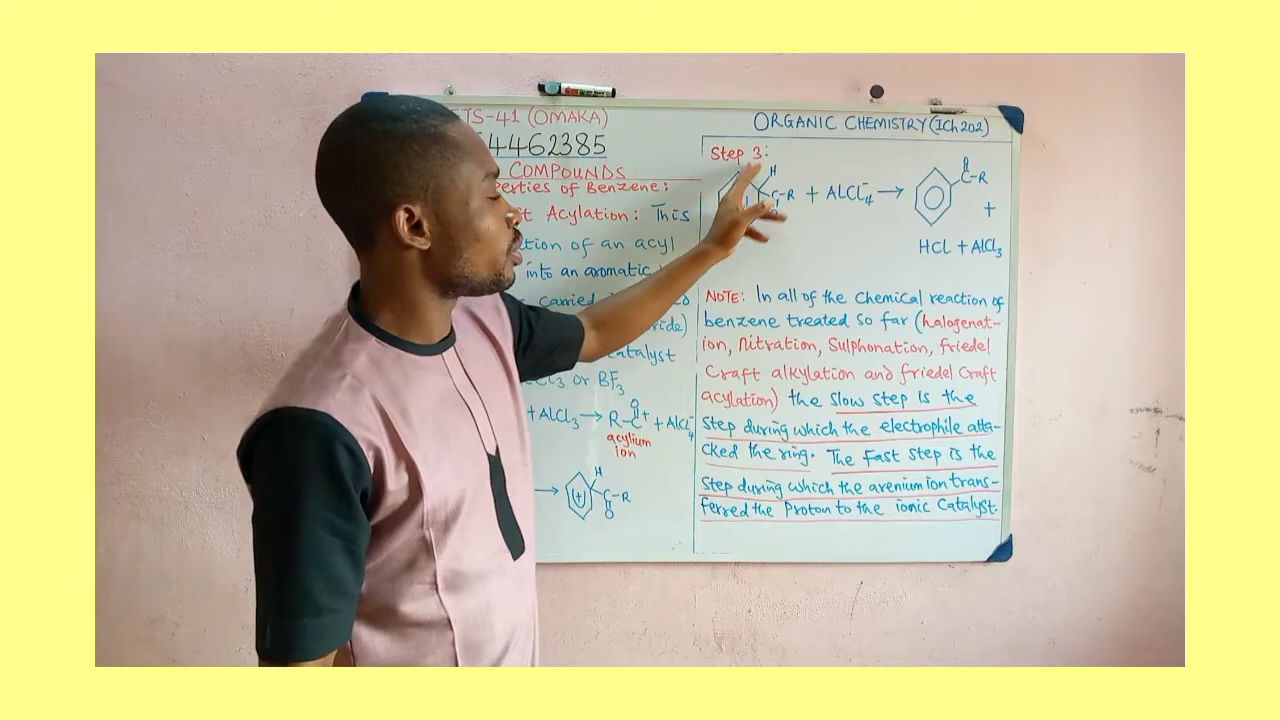 ETS-41 (OMAKA)
4462385
COMPOUNDS
perties of Benzene:
Acylation: This
tion of an acyl
into an aromatic
carried
ride)
catalyst
or BF₃
+ AlCl₃ → R-C⁺ + AlCl₄⁻
O
acylium
ion
→ H
C-R
O
ORGANIC CHEMISTRY (ICh202)
Step 3:
H
C-R + AlCl₄⁻ → C-R
O
+
HCl + AlCl₃
NOTE: In all of the chemical reaction of
benzene treated so far (halogenat-
ion, nitration, Sulphonation, friedel
Craft alkylation and friedel Craft
acylation) the slow step is the
step during which the electrophile atta-
cked the ring. The fast step is the
step during which the arenium ion trans-
ferred the proton to the ionic Catalyst.